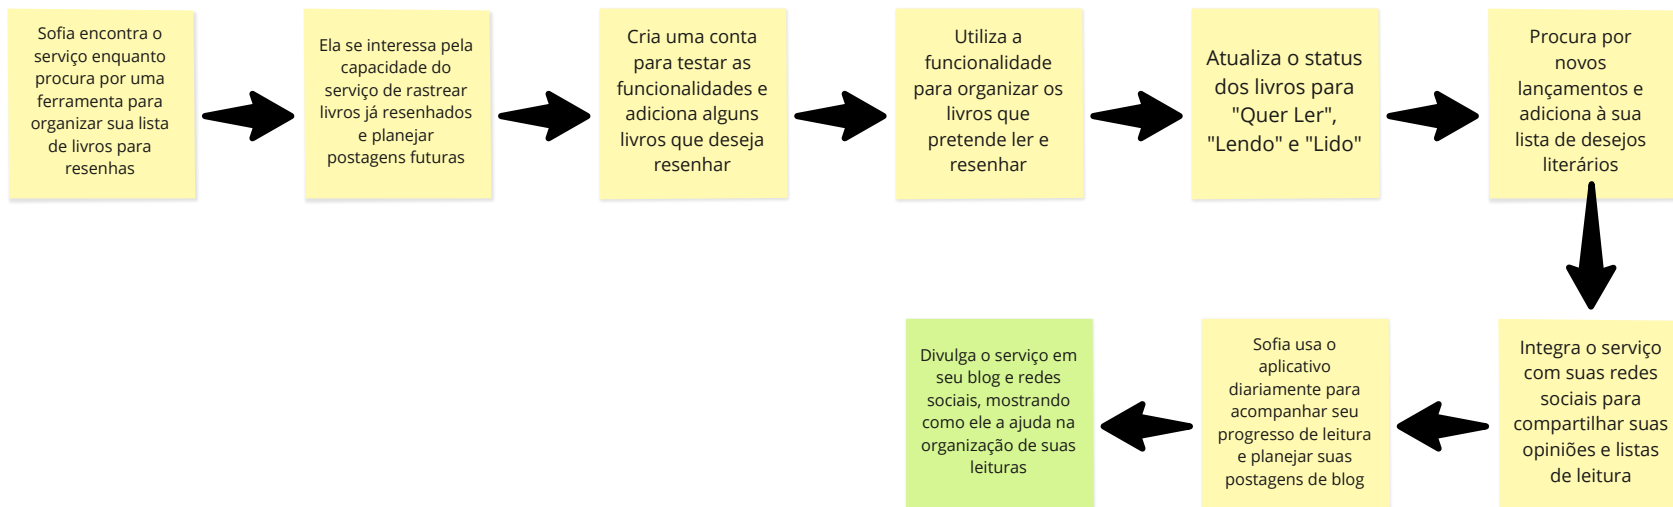 Sofia encontra o
serviço enquanto
procura por uma
ferramenta para
organizar sua lista
de livros para
resenhas
Ela se interessa pela
capacidade do
serviço de rastrear
livros já resenhados
e planejar
postagens futuras
Cria uma conta
para testar as
funcionalidades e
adiciona alguns
livros que deseja
resenhar
Utiliza a
funcionalidade
para organizar os
livros que
pretende ler e
resenhar
Atualiza o status
dos livros para
"Quer Ler",
"Lendo" e "Lido"
Procura por
novos
lançamentos e
adiciona à sua
lista de desejos
literários
Integra o serviço
com suas redes
sociais para
compartilhar suas
opiniões e listas
de leitura
Sofia usa o
aplicativo
diariamente para
acompanhar seu
progresso de leitura
e planejar suas
postagens de blog
Divulga o serviço em
seu blog e redes
sociais, mostrando
como ele a ajuda na
organização de suas
leituras